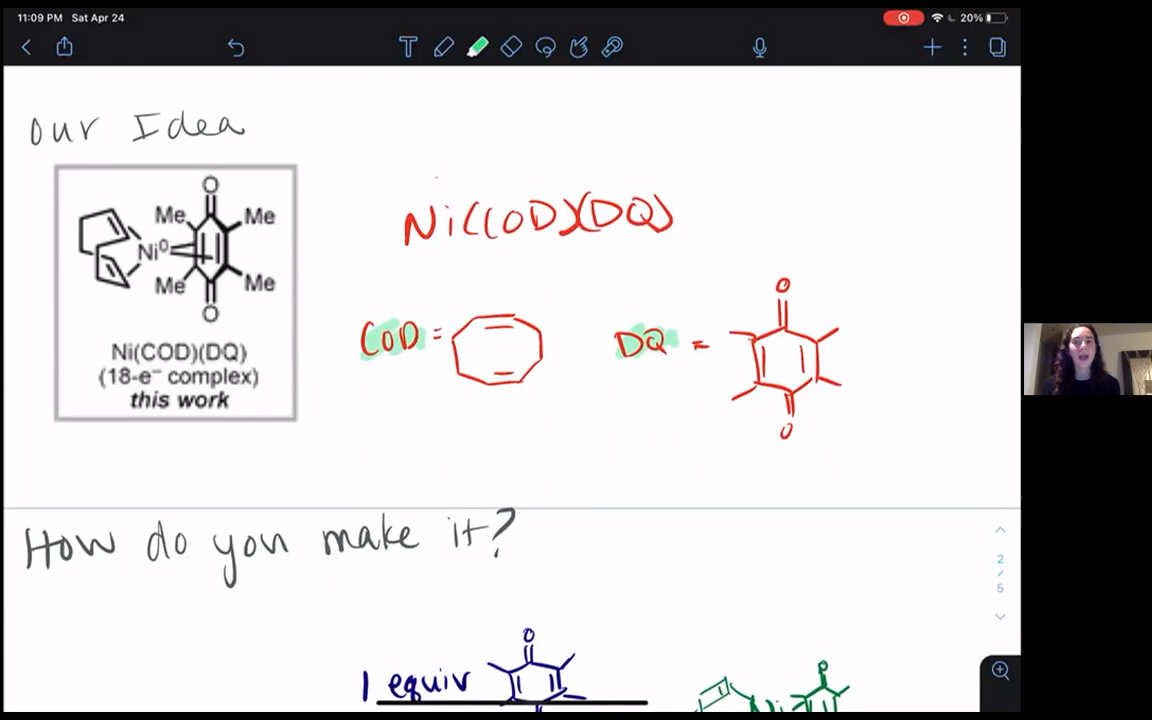 11:09 PM Sat Apr 24
20%
our Idea
O
Me Me
Ni⁰
Me Me
O
Ni(COD)(DQ)
(18-e⁻ complex)
this work
Ni(COD)(DQ)
COD =
DQ =
O
O
How do you make it?
2
/
5
1 equiv
O
O
Ni